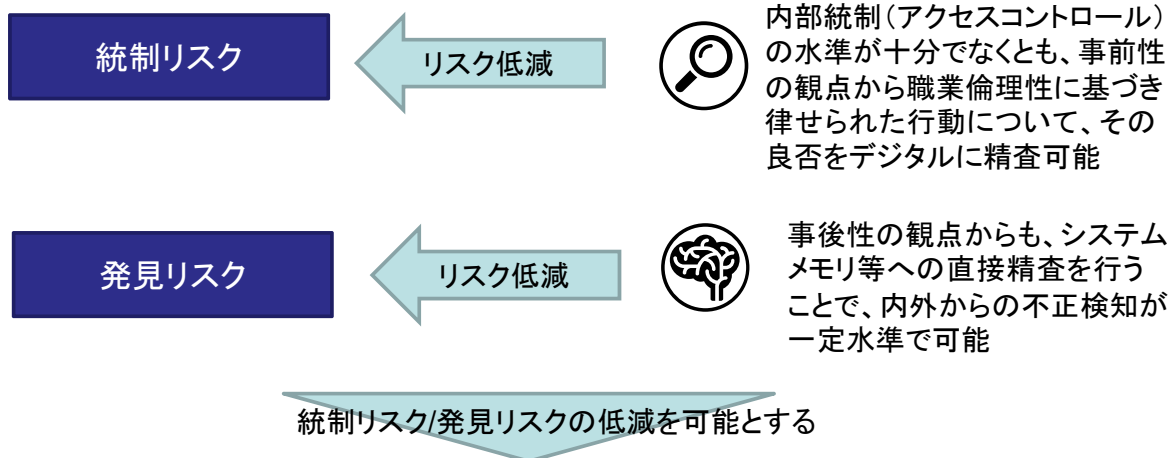 統制リスク
リスク低減
内部統制（アクセスコントロール）
の水準が十分でなくとも、事前性
の観点から職業倫理性に基づき
律せられた行動について、その
良否をデジタルに精査可能
発見リスク
リスク低減
事後性の観点からも、システム
メモリ等への直接精査を行う
ことで、内外からの不正検知が
一定水準で可能
統制リスク/発見リスクの低減を可能とする